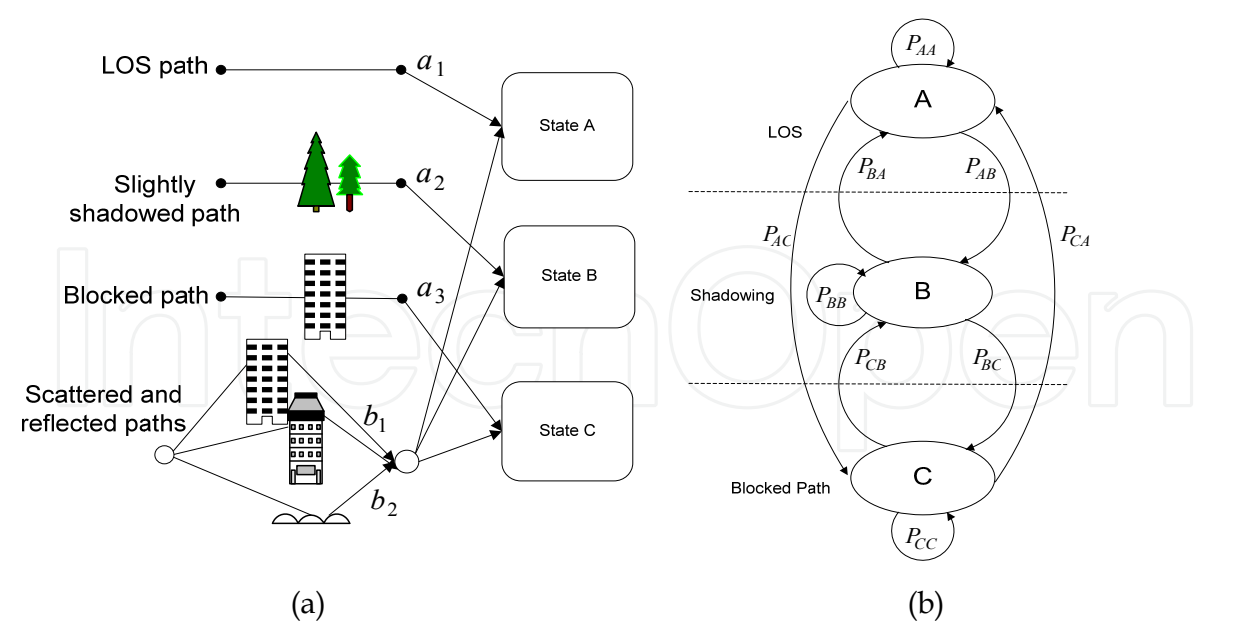 LOS path
a1
State A
Slightly
shadowed path
a2
State B
Blocked path
a3
Scattered and
reflected paths
b1
State C
b2
(a)
PAA
A
LOS
PBA
PAB
PAC
PCA
Shadowing
PBB
B
PCB
PBC
Blocked Path
C
PCC
(b)
IntechOpen